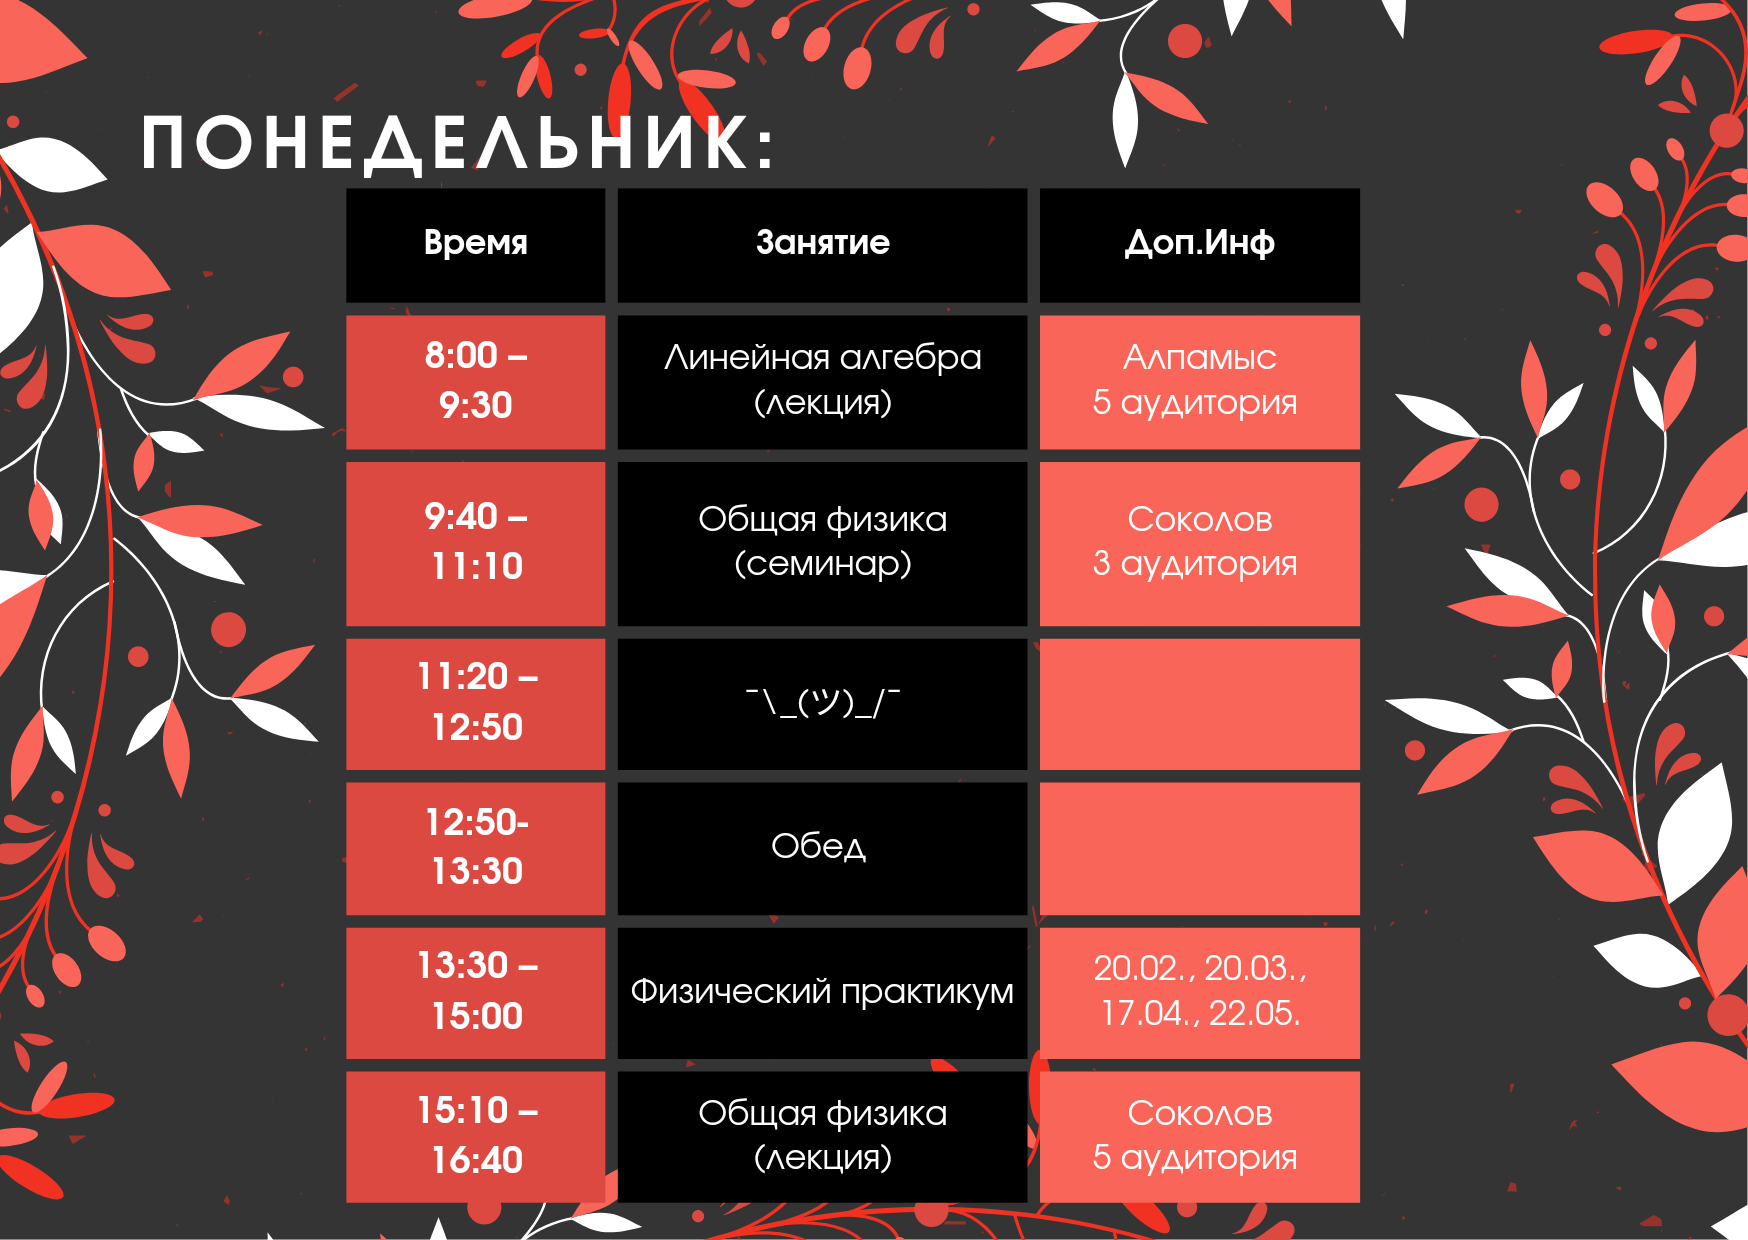 ПОНЕДЕЛЬНИК:
Время Занятие Доп.Инф
8:00 –
9:30
Линейная алгебра
(лекция)
Алпамыс
5 аудитория
9:40 –
11:10
Общая физика
(семинар)
Соколов
3 аудитория
11:20 –
12:50
¯\_(ツ)_/¯
12:50-
13:30
Обед
13:30 –
15:00
Физический практикум
20.02., 20.03.,
17.04., 22.05.
15:10 –
16:40
Общая физика
(лекция)
Соколов
5 аудитория